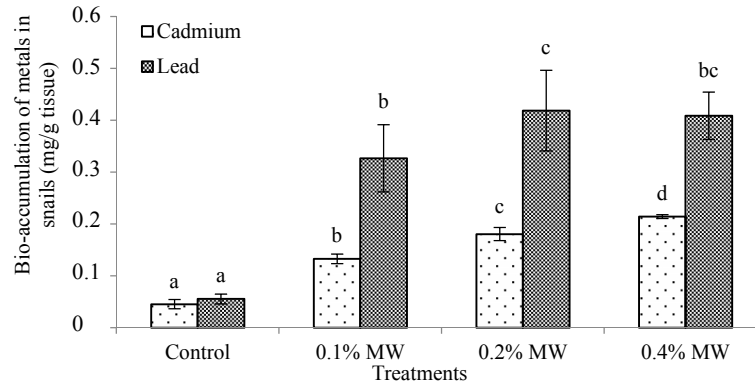 Bio-accumulation of metals in
snails (mg/g tissue)
0.6
0.5
0.4
0.3
0.2
0.1
0
Cadmium
Lead
a
a
b
b
c
c
d
bc
Control
0.1% MW
0.2% MW
0.4% MW
Treatments